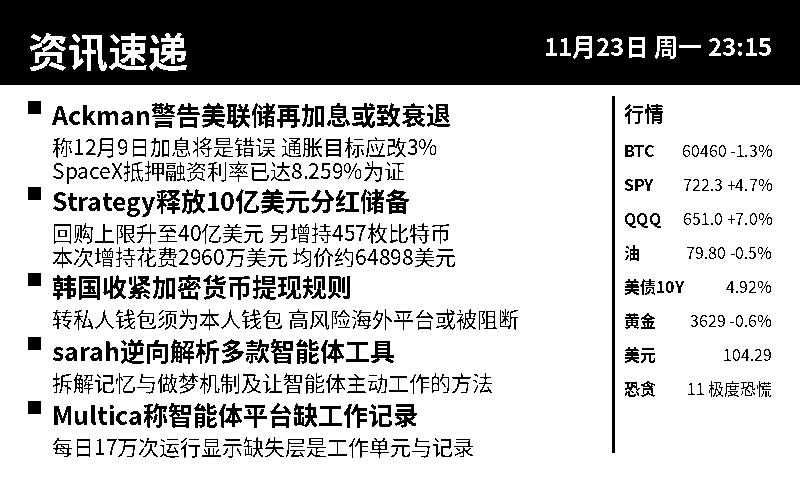 资讯速递
11月23日 周一 23:15
Ackman警告美联储再加息或致衰退
称12月9日加息将是错误 通胀目标应改3%
SpaceX抵押融资利率已达8.259%为证
Strategy释放10亿美元分红储备
回购上限升至40亿美元 另增持457枚比特币
本次增持花费2960万美元 均价约64898美元
韩国收紧加密货币提现规则
转私人钱包须为本人钱包 高风险海外平台或被阻断
sarah逆向解析多款智能体工具
拆解记忆与做梦机制及让智能体主动工作的方法
Multica称智能体平台缺工作记录
每日17万次运行显示缺失层是工作单元与记录
行情
BTC 60460 -1.3%
SPY 722.3 +4.7%
QQQ 651.0 +7.0%
油 79.80 -0.5%
美债10Y 4.92%
黄金 3629 -0.6%
美元 104.29
恐贪 11 极度恐慌